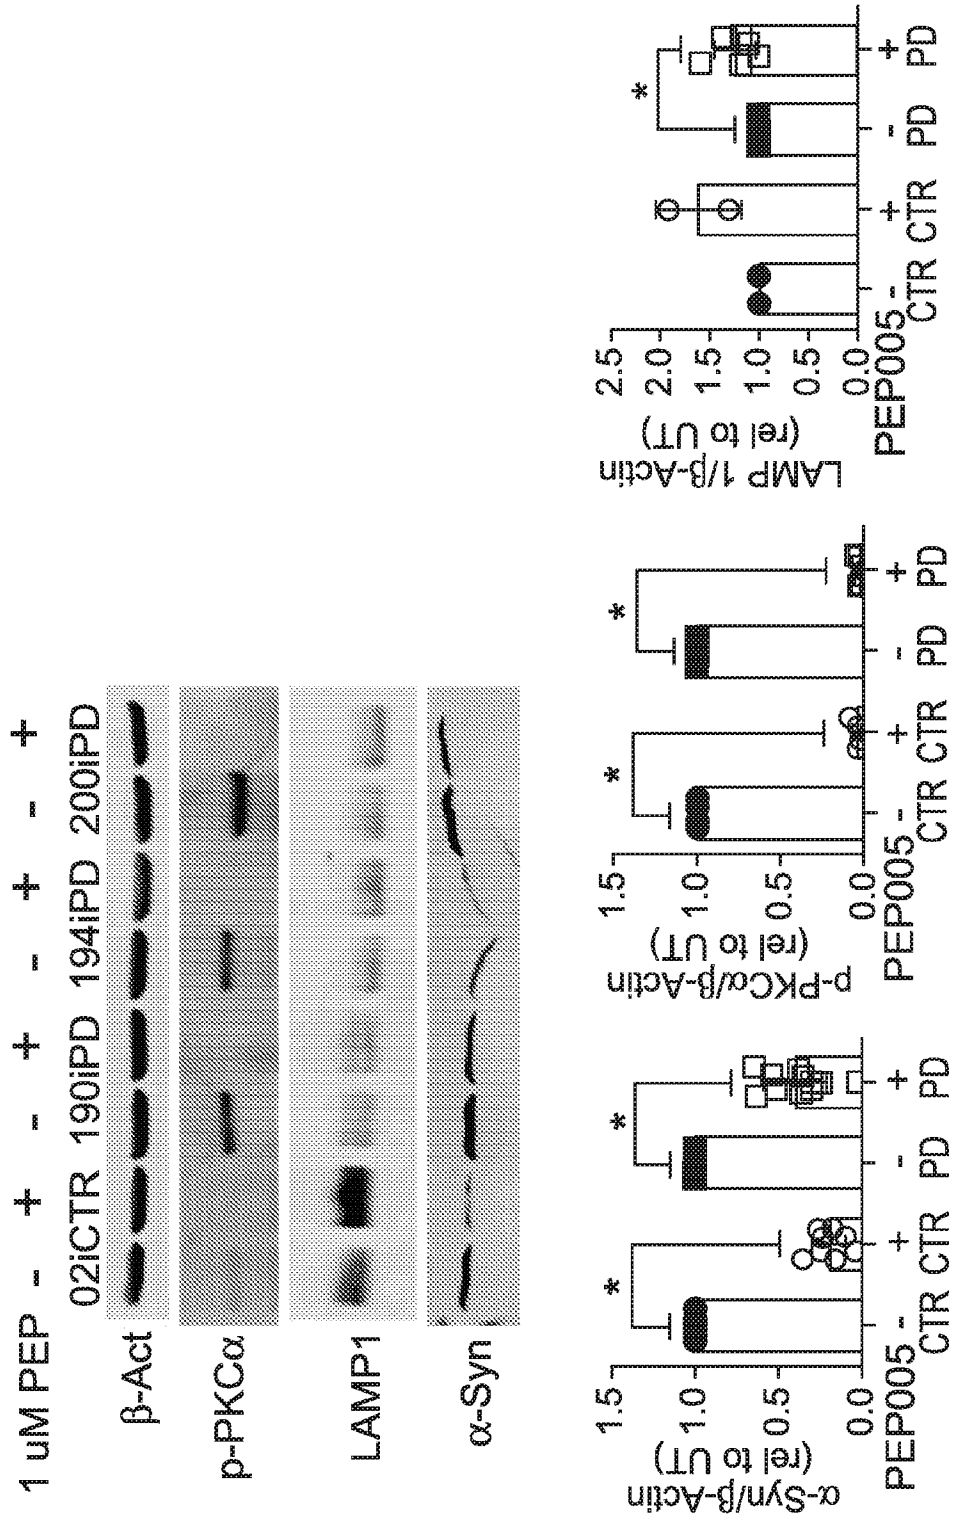 1 uM PEP - + - + - + - +
02iCTR 190iPD 194iPD 200iPD
β-Act
p-PKCα
LAMP1
α-Syn
α-Syn/β-Actin
(rel to UT)
1.5
1.0
0.5
0.0
* *
PEP005 - + - +
CTR CTR PD PD
p-PKCα/β-Actin
(rel to UT)
1.5
1.0
0.5
0.0
* *
PEP005 - + - +
CTR CTR PD PD
LAMP 1/β-Actin
(rel to UT)
2.5
2.0
1.5
1.0
0.5
0.0
*
PEP005 - + - +
CTR CTR PD PD